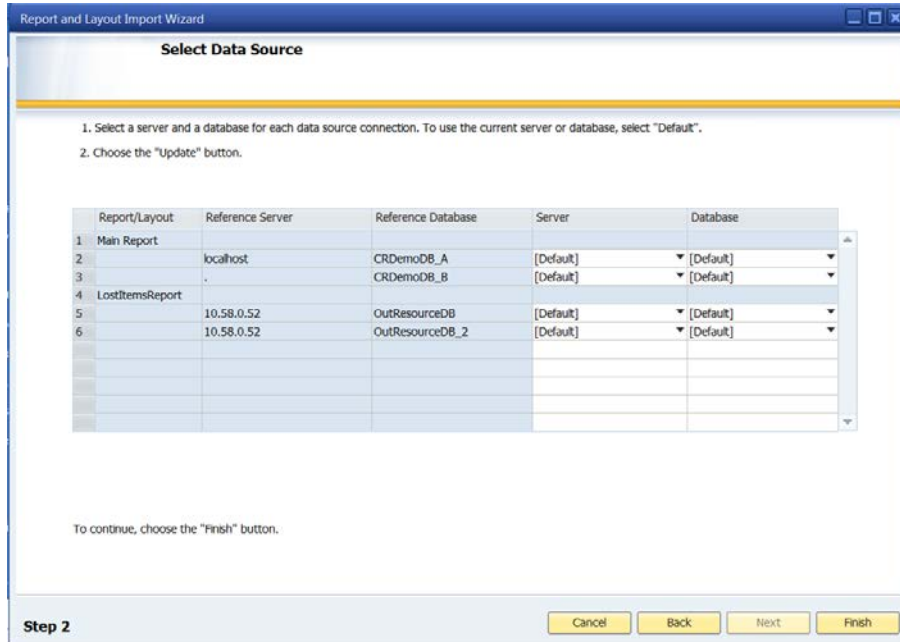 Report and Layout Import Wizard
Select Data Source
1. Select a server and a database for each data source connection. To use the current server or database, select "Default".
2. Choose the "Update" button.
Report/Layout Reference Server Reference Database Server Database
1 Main Report
2 localhost CRDemoDB_A [Default] [Default]
3 . CRDemoDB_B [Default] [Default]
4 LostItemsReport
5 10.58.0.52 OutResourceDB [Default] [Default]
6 10.58.0.52 OutResourceDB_2 [Default] [Default]
To continue, choose the "Finish" button.
Step 2 Cancel Back Next Finish